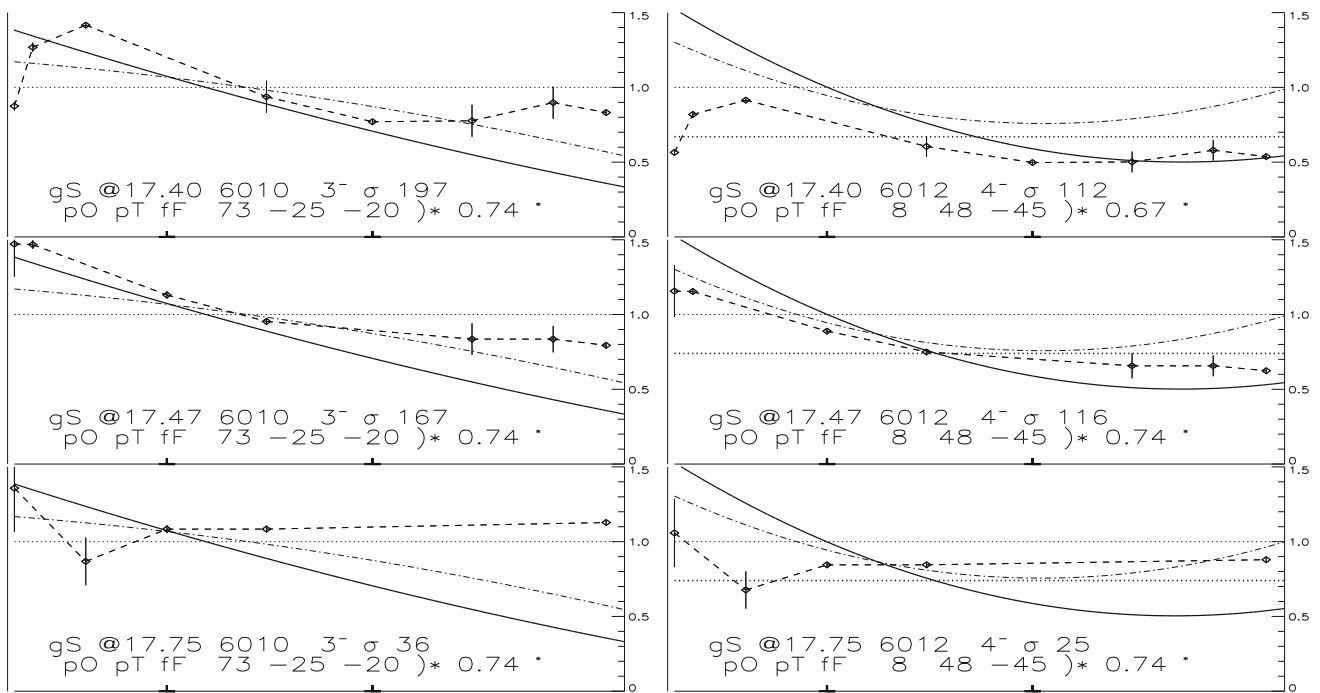 1.5
1.0
0.5
gS @17.40 6010 3⁻ σ 197
pO pT fF 73 −25 −20 )* 0.74 *
0
1.5
1.0
0.5
gS @17.40 6012 4⁻ σ 112
pO pT fF 8 48 −45 )* 0.67 *
0
1.5
1.0
0.5
gS @17.47 6010 3⁻ σ 167
pO pT fF 73 −25 −20 )* 0.74 *
0
1.5
1.0
0.5
gS @17.47 6012 4⁻ σ 116
pO pT fF 8 48 −45 )* 0.74 *
0
1.5
1.0
0.5
gS @17.75 6010 3⁻ σ 36
pO pT fF 73 −25 −20 )* 0.74 *
0
1.5
1.0
0.5
gS @17.75 6012 4⁻ σ 25
pO pT fF 8 48 −45 )* 0.74 *
0